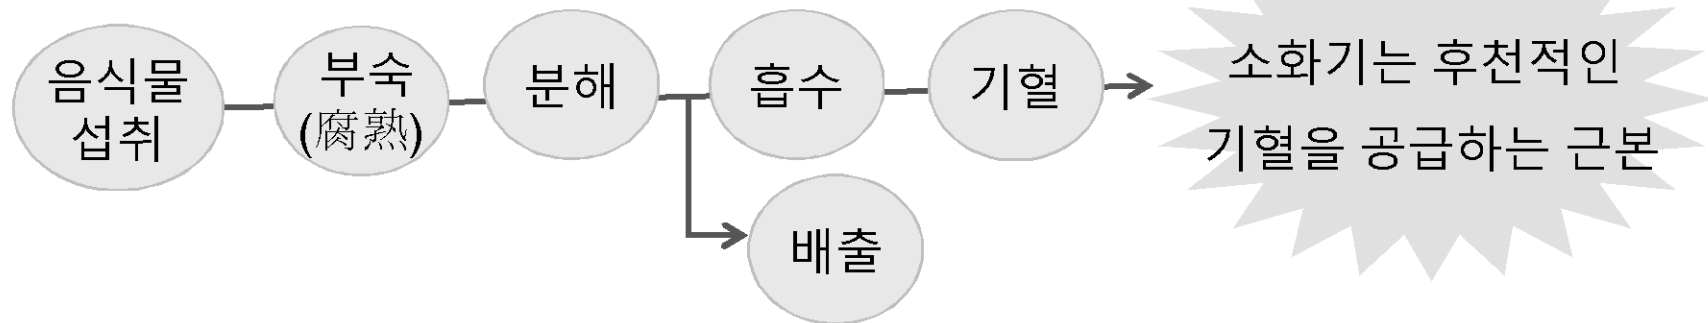 음식물
섭취
부숙
(腐熟)
분해
흡수
기혈
배출
소화기는 후천적인
기혈을 공급하는 근본